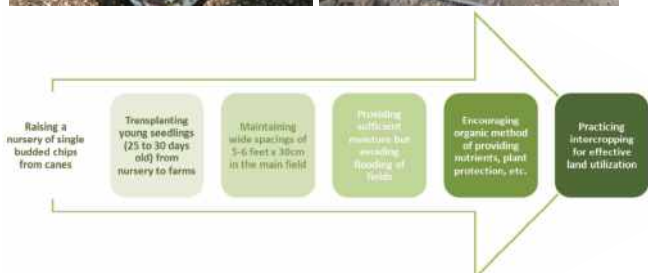 Raising a
nursery of single
budded chips
from canes
Transplanting
young seedlings
(25 to 30 days
old) from
nursery to farms
Maintaining
wide spacings of
5-6 feet x 30cm
in the main field
Providing
sufficient
moisture but
avoiding
flooding of
fields
Encouraging
organic method
of providing
nutrients, plant
protection, etc.
Practicing
intercropping
for effective
land utilization